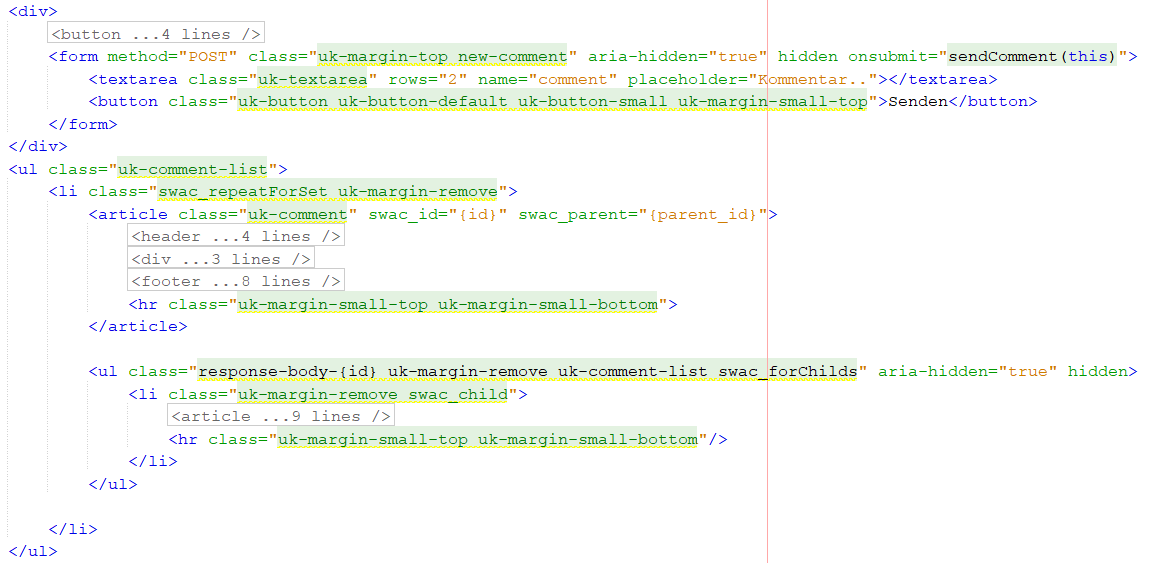 <div>
<button ...4 lines />
<form method="POST" class="uk-margin-top new-comment" aria-hidden="true" hidden onsubmit="sendComment(this)">
<textarea class="uk-textarea" rows="2" name="comment" placeholder="Kommentar.."></textarea>
<button class="uk-button uk-button-default uk-button-small uk-margin-small-top">Senden</button>
</form>
</div>
<ul class="uk-comment-list">
<li class="swac_repeatForSet uk-margin-remove">
<article class="uk-comment" swac_id="{id}" swac_parent="{parent_id}">
<header ...4 lines />
<div ...3 lines />
<footer ...8 lines />
<hr class="uk-margin-small-top uk-margin-small-bottom">
</article>
<ul class="response-body-{id} uk-margin-remove uk-comment-list swac_forChilds" aria-hidden="true" hidden>
<li class="uk-margin-remove swac_child">
<article ...9 lines />
<hr class="uk-margin-small-top uk-margin-small-bottom"/>
</li>
</ul>
</li>
</ul>